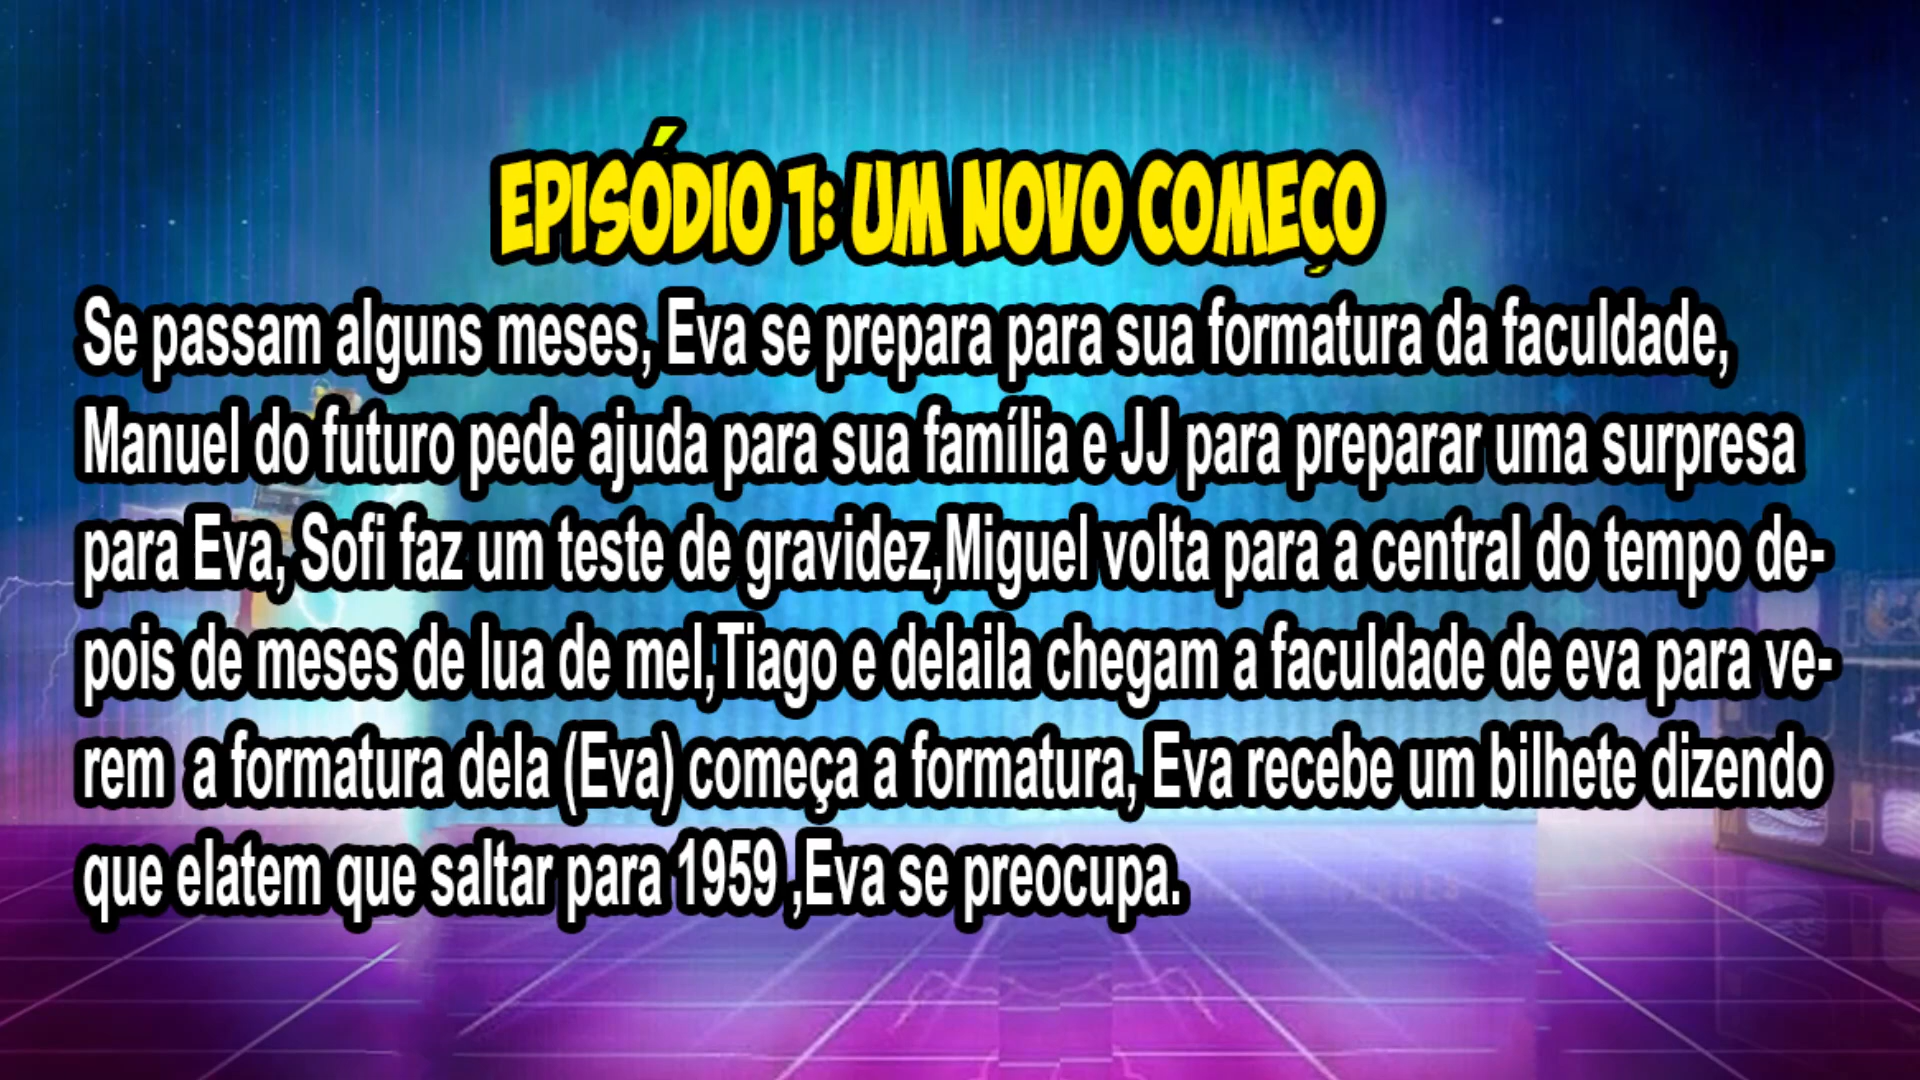 EPISÓDIO 1: UM NOVO COMEÇO
Se passam alguns meses, Eva se prepara para sua formatura da faculdade,
Manuel do futuro pede ajuda para sua família e JJ para preparar uma surpresa
para Eva, Sofi faz um teste de gravidez,Miguel volta para a central do tempo de-
pois de meses de lua de mel,Tiago e delaila chegam a faculdade de eva para ve-
rem  a formatura dela (Eva) começa a formatura, Eva recebe um bilhete dizendo
que elatem que saltar para 1959 ,Eva se preocupa.